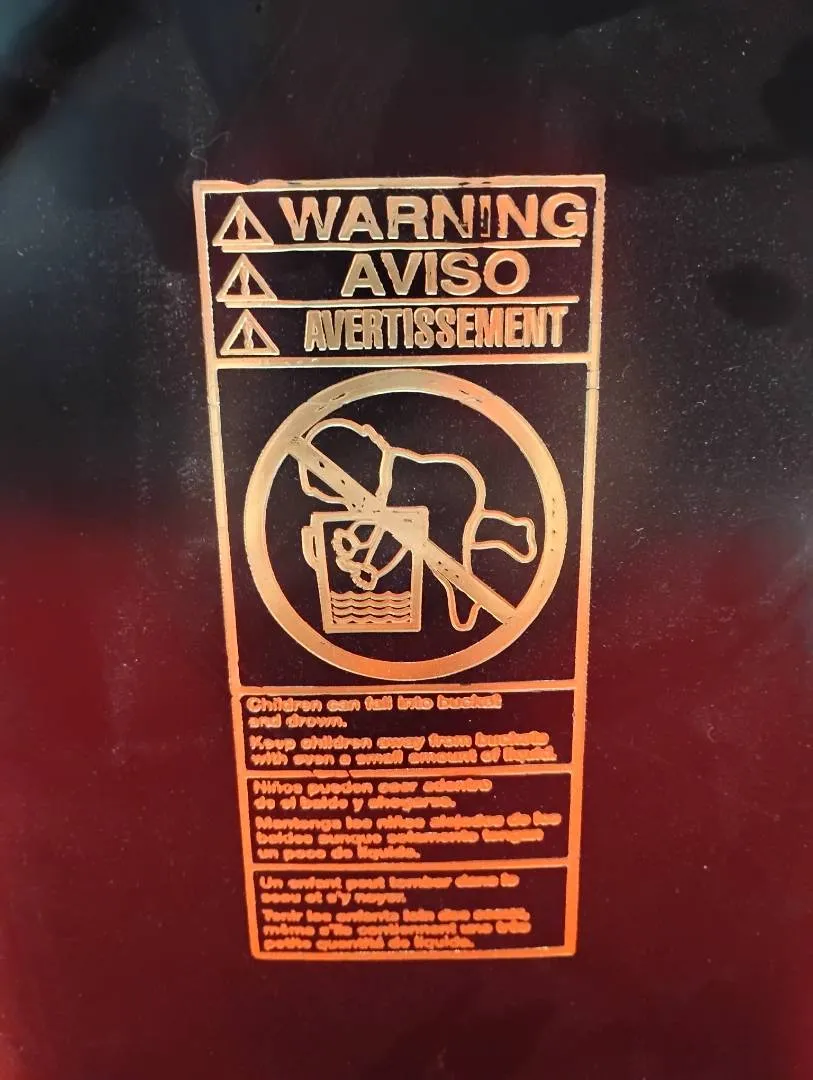 WARNING
AVISO
AVERTISSEMENT
Children can fall into bucket
and drown.
Keep children away from buckets
with even a small amount of liquid.
Niños pueden caer adentro
de el balde y ahogarse.
Mantenga los niños alejados de los
baldes aunque solamente tengan
un poco de líquido.
Un enfant peut tomber dans le
seau et s'y noyer.
Tenir les enfants loin des seaux,
même s'ils contiennent une très
petite quantité de liquide.